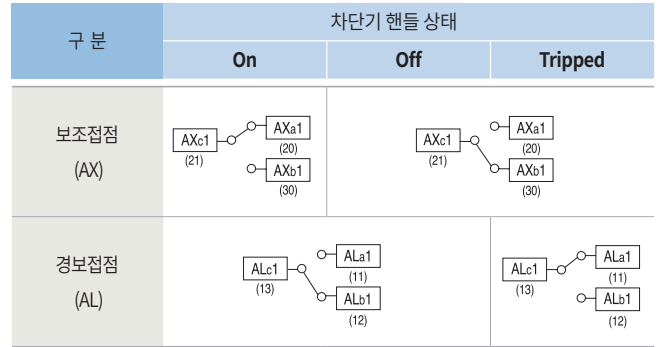 구 분
차단기 핸들 상태
On Off Tripped
보조접점
(AX)
AXc1
(21)
AXa1
(20)
AXb1
(30)
AXc1
(21)
AXa1
(20)
AXb1
(30)
경보접점
(AL)
ALc1
(13)
ALa1
(11)
ALb1
(12)
ALc1
(13)
ALa1
(11)
ALb1
(12)